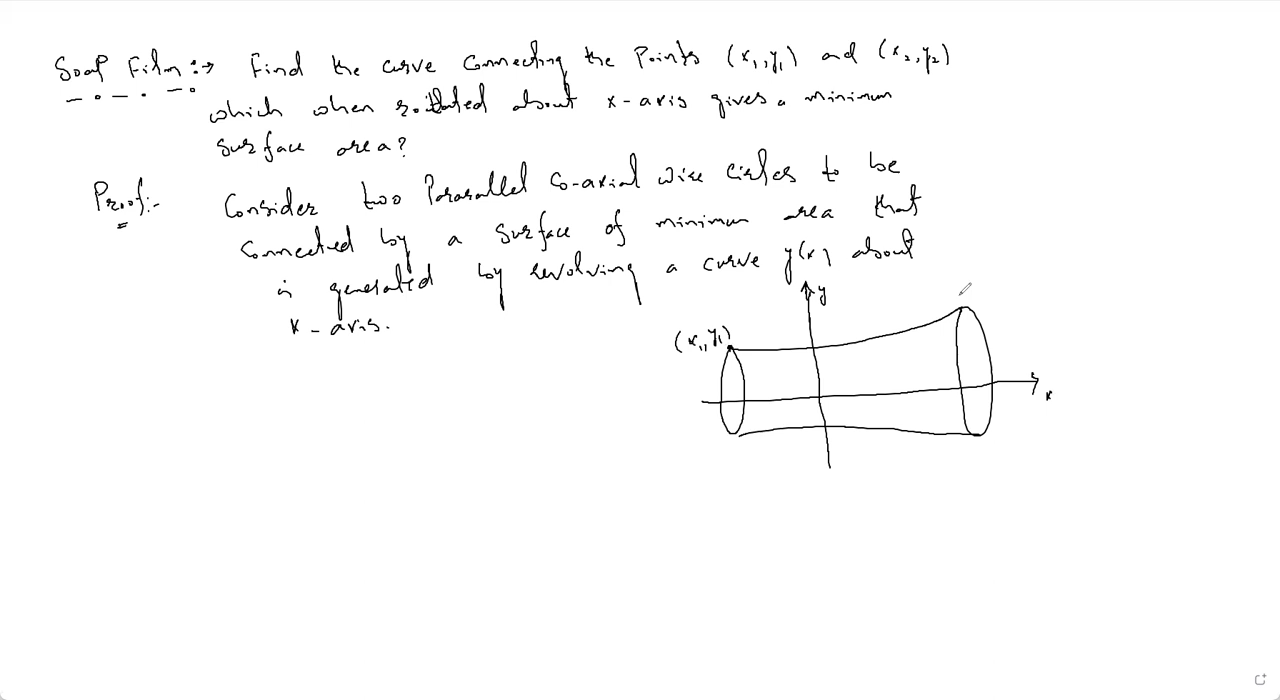 Soap Film :→ Find the curve connecting the points (x₁, y₁) and (x₂, y₂)
which when rotated about x-axis gives a minimum
surface area?
Proof:- Consider two Parallel Co-axial wire circles to be
Connected by a surface of minimum area that
is generated by revolving a curve y(x) about
x-axis.
y
(x₁, y₁)
x